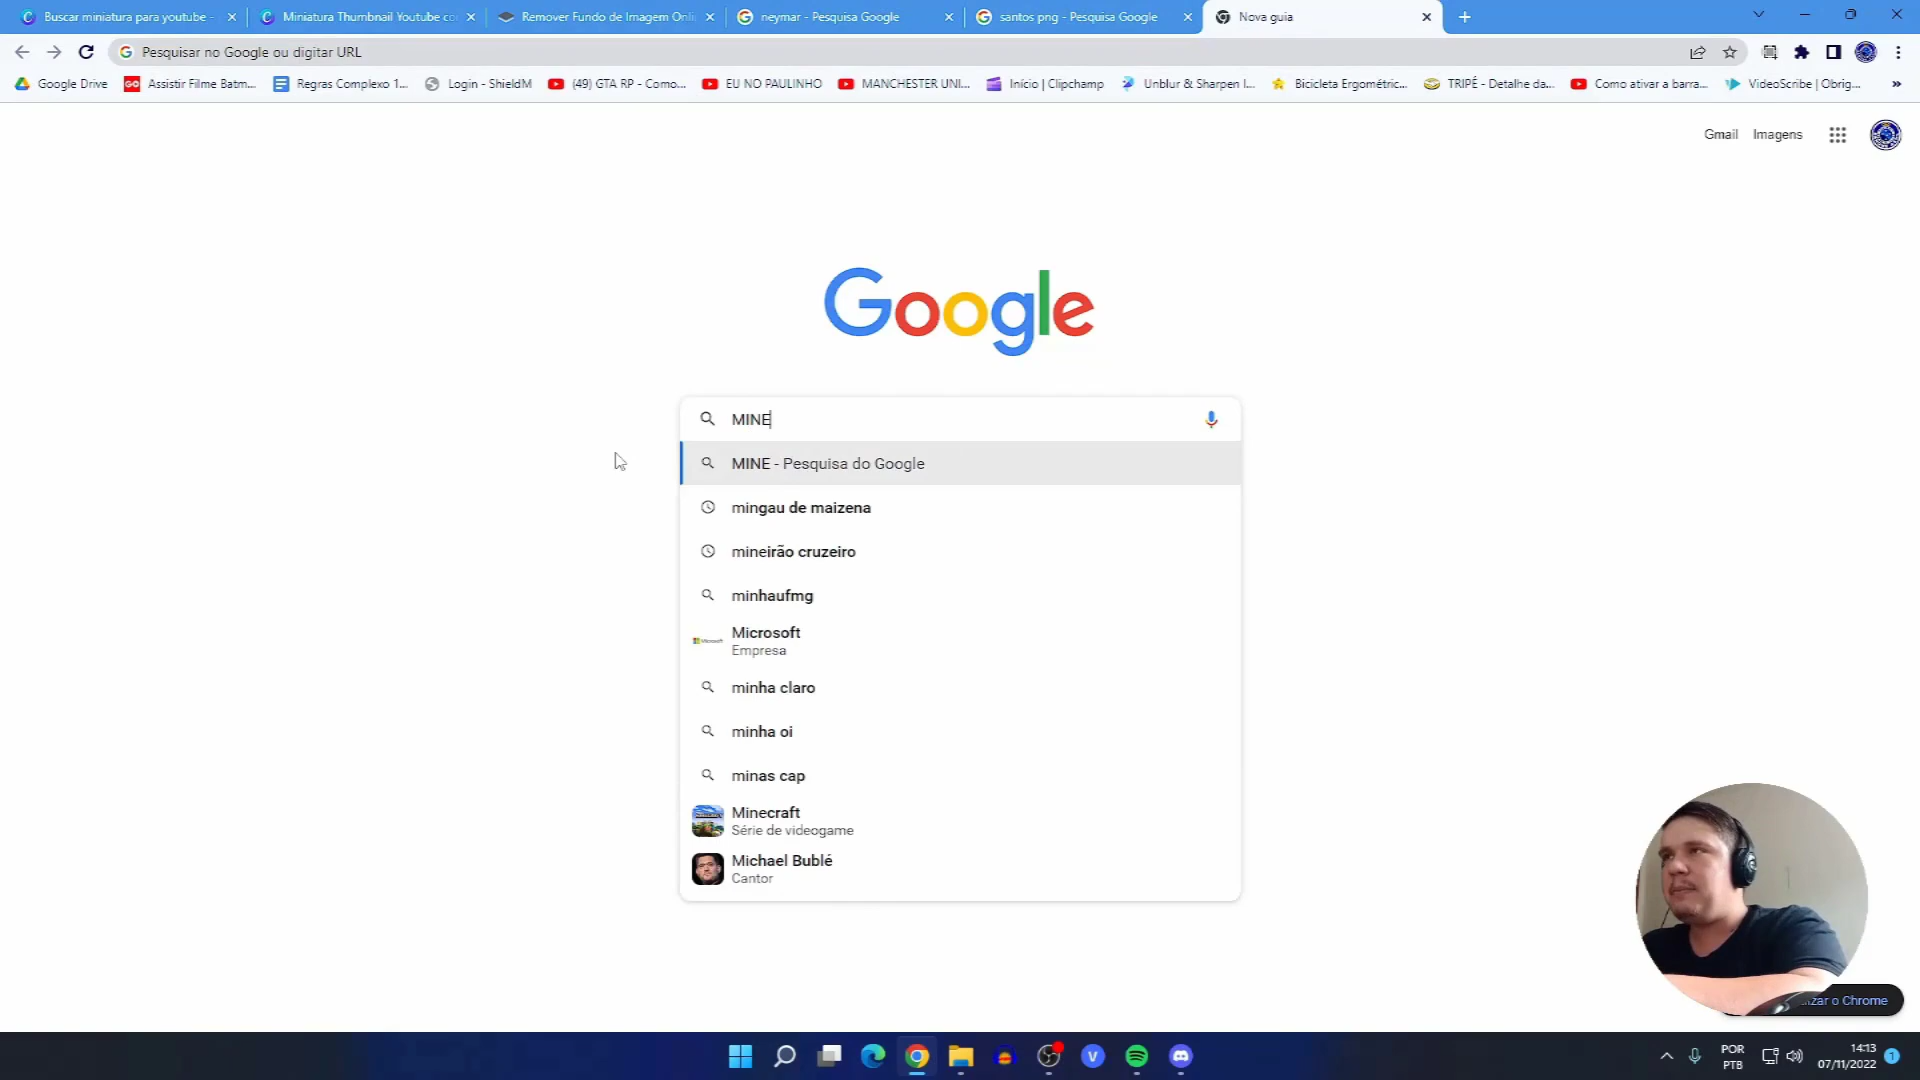 Buscar miniatura para youtube -
Miniatura Thumbnail Youtube co
Remover Fundo de Imagem Onli
neymar - Pesquisa Google
santos png - Pesquisa Google
Nova guia
Pesquisar no Google ou digitar URL
Google Drive
Assistir Filme Batm...
Regras Complexo 1...
Login - ShieldM
(49) GTA RP - Como...
EU NO PAULINHO
MANCHESTER UNI...
Início | Clipchamp
Unblur & Sharpen I...
Bicicleta Ergométric...
TRIPÉ - Detalhe da...
Como ativar a barra...
VideoScribe | Obrig...
»
Gmail
Imagens
Google
MINE
MINE - Pesquisa do Google
mingau de maizena
mineirão cruzeiro
minhaufmg
Microsoft
Empresa
minha claro
minha oi
minas cap
Minecraft
Série de videogame
Michael Bublé
Cantor
zar o Chrome
POR
PTB
14:13
07/11/2022
1